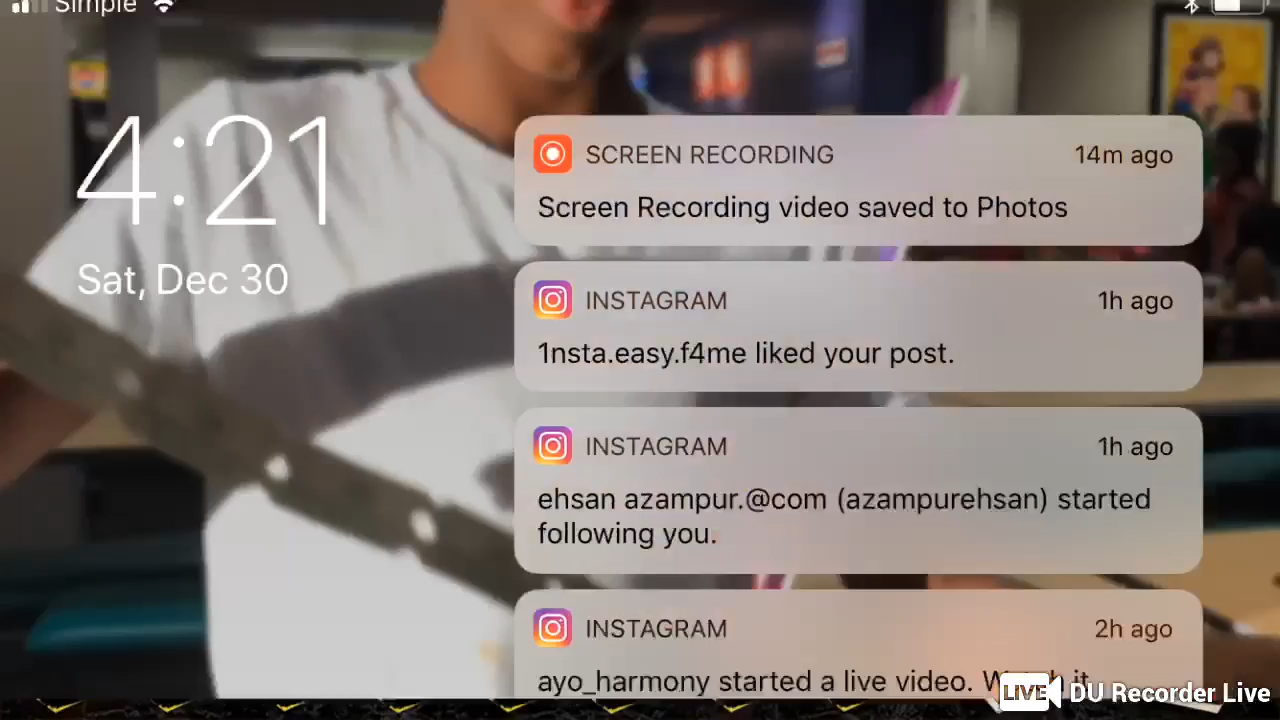 Simple
4:21
Sat, Dec 30
SCREEN RECORDING 14m ago
Screen Recording video saved to Photos
INSTAGRAM 1h ago
1nsta.easy.f4me liked your post.
INSTAGRAM 1h ago
ehsan azampur.@com (azampurehsan) started
following you.
INSTAGRAM 2h ago
ayo_harmony started a live video. Watch it
LIVE DU Recorder Live